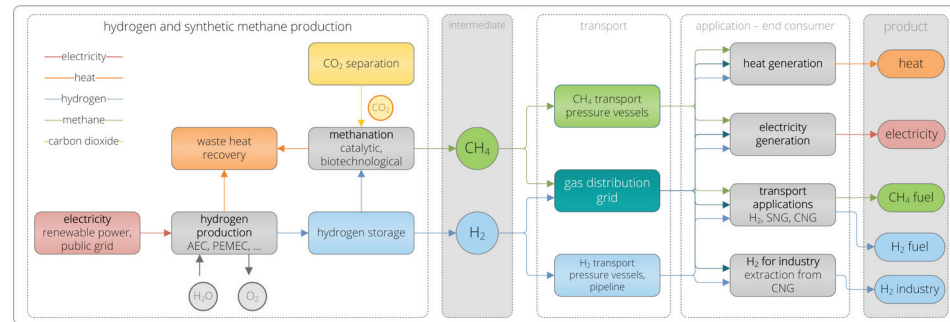 hydrogen and synthetic methane production
intermediate
transport
application – end consumer
product
electricity
heat
hydrogen
methane
carbon dioxide
CO₂ separation
CO₂
waste heat
recovery
methanation
catalytic,
biotechnological
electricity
renewable power,
public grid
hydrogen
production
AEC, PEMEC, ...
hydrogen storage
H₂O
O₂
CH₄
H₂
CH₄ transport
pressure vessels
gas distribution
grid
H₂ transport
pressure vessels,
pipeline
heat generation
electricity
generation
transport
applications
H₂, SNG, CNG
H₂ for industry
extraction from
CNG
heat
electricity
CH₄ fuel
H₂ fuel
H₂ industry